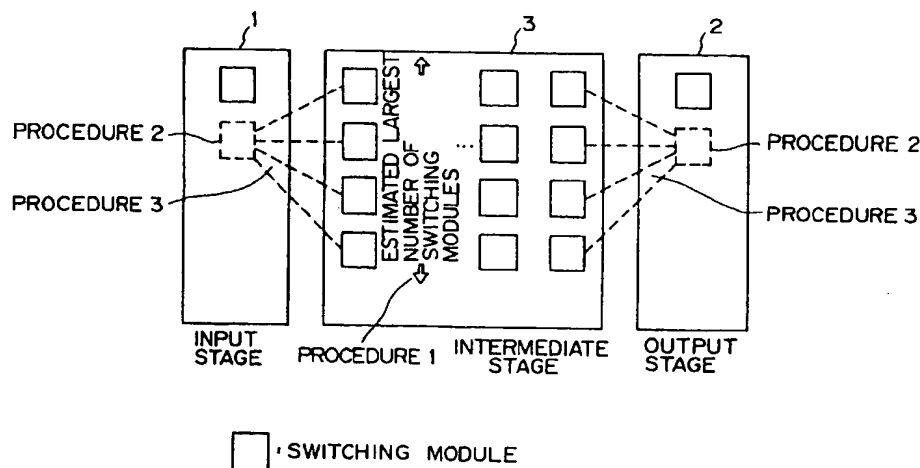 1
3
2
PROCEDURE 2
PROCEDURE 3
ESTIMATED LARGEST
NUMBER OF
SWITCHING
MODULES
...
PROCEDURE 2
PROCEDURE 3
INPUT
STAGE
PROCEDURE 1
INTERMEDIATE
STAGE
OUTPUT
STAGE
: SWITCHING MODULE